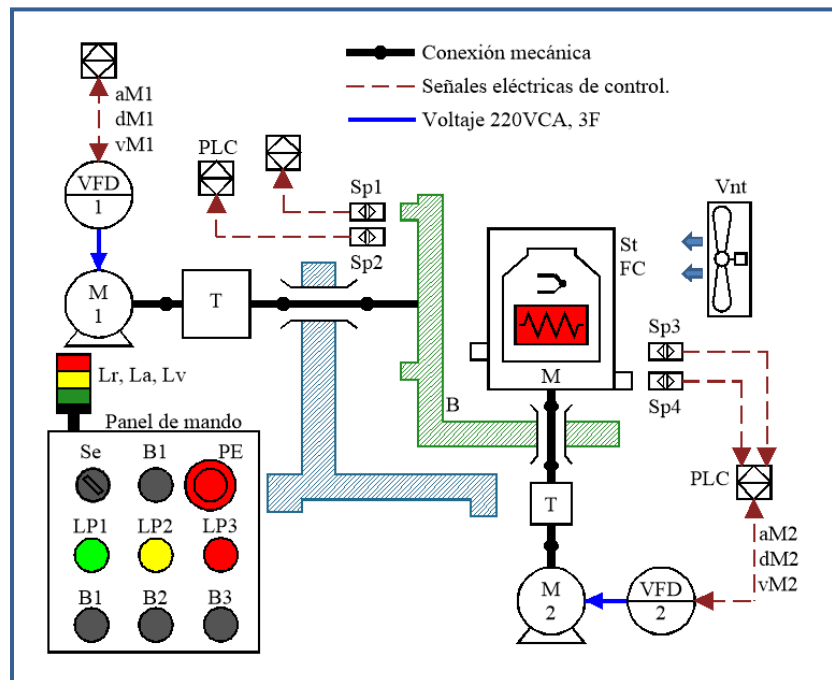 Conexión mecánica
Señales eléctricas de control.
Voltaje 220VCA, 3F
aM1
dM1
vM1
PLC
VFD
1
Sp1
Sp2
Vnt
St
FC
M
1
T
Sp3
Sp4
M
B
Lr, La, Lv
Panel de mando
Se
B1
PE
LP1
LP2
LP3
B1
B2
B3
T
PLC
aM2
dM2
vM2
M
2
VFD
2